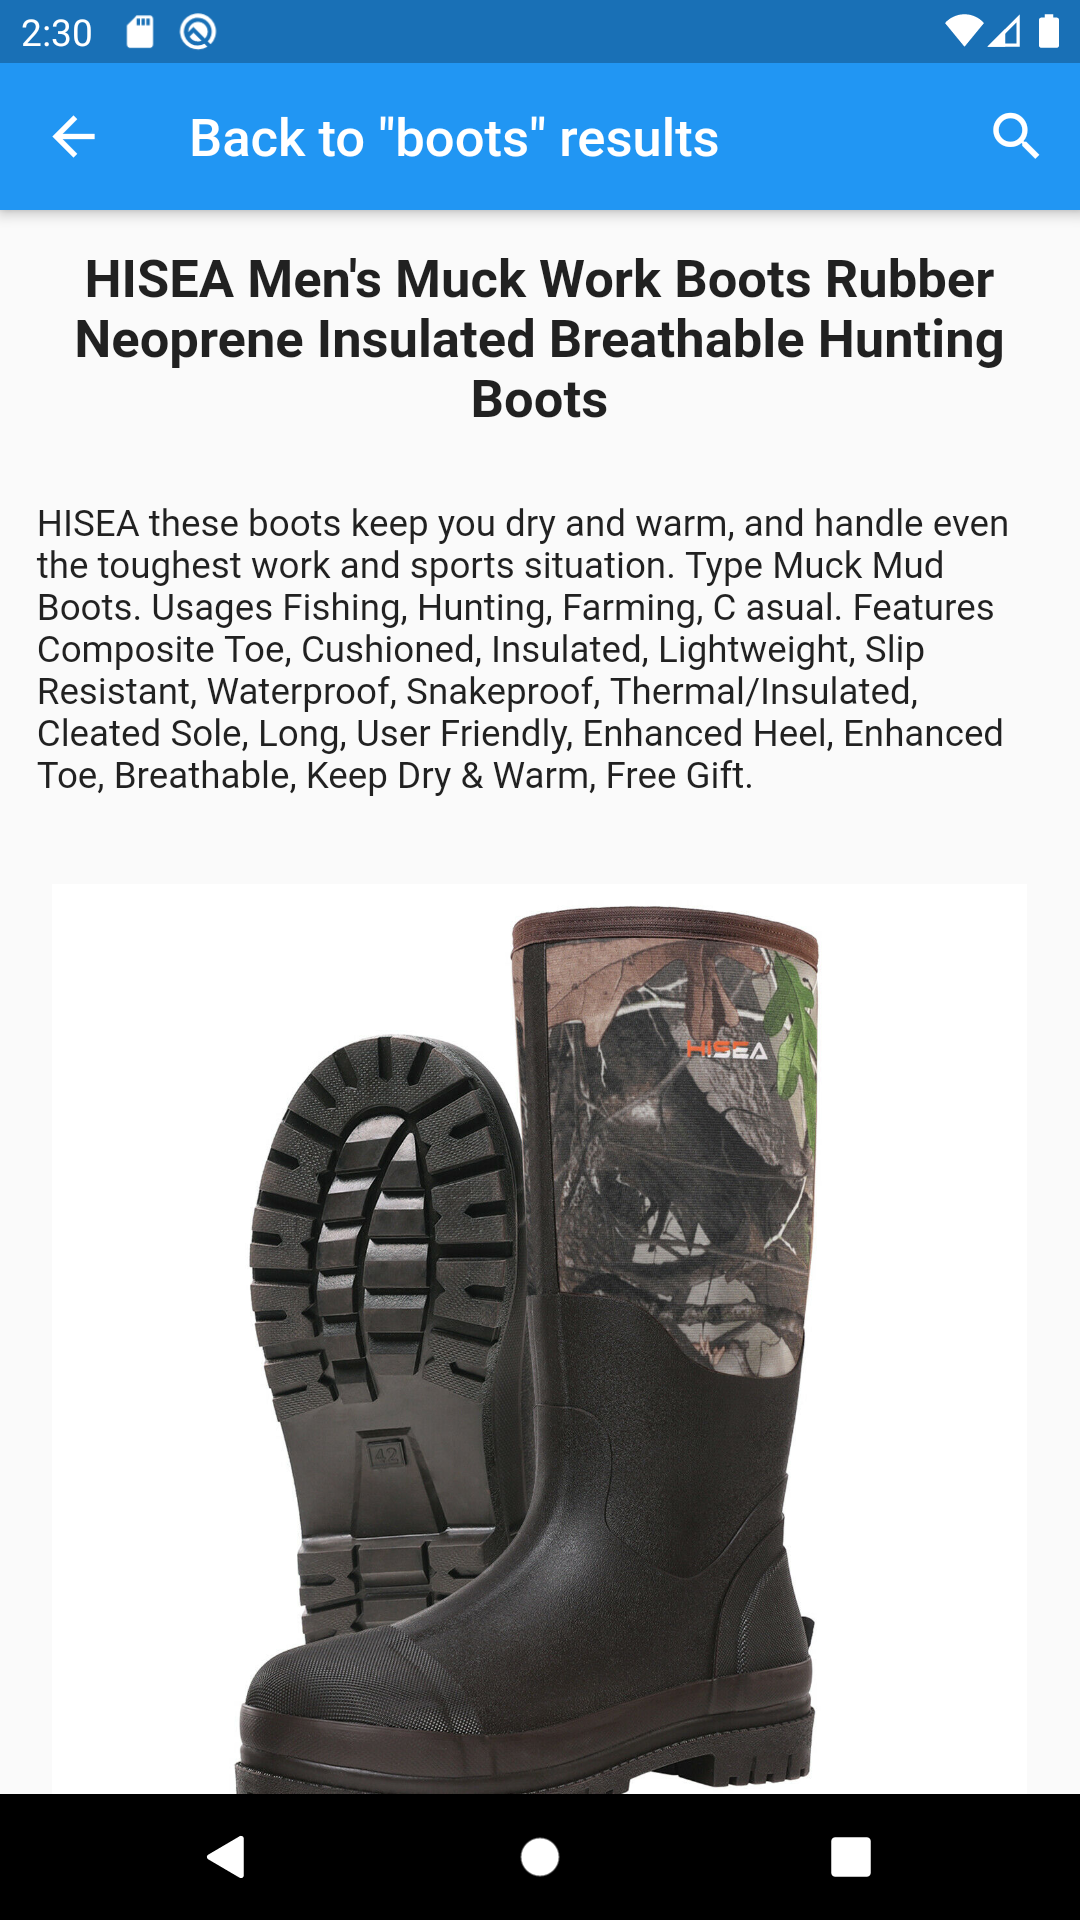 2:30
Back to "boots" results
HISEA Men's Muck Work Boots Rubber
Neoprene Insulated Breathable Hunting
Boots
HISEA these boots keep you dry and warm, and handle even
the toughest work and sports situation. Type Muck Mud
Boots. Usages Fishing, Hunting, Farming, C asual. Features
Composite Toe, Cushioned, Insulated, Lightweight, Slip
Resistant, Waterproof, Snakeproof, Thermal/Insulated,
Cleated Sole, Long, User Friendly, Enhanced Heel, Enhanced
Toe, Breathable, Keep Dry & Warm, Free Gift.
HISEA
42